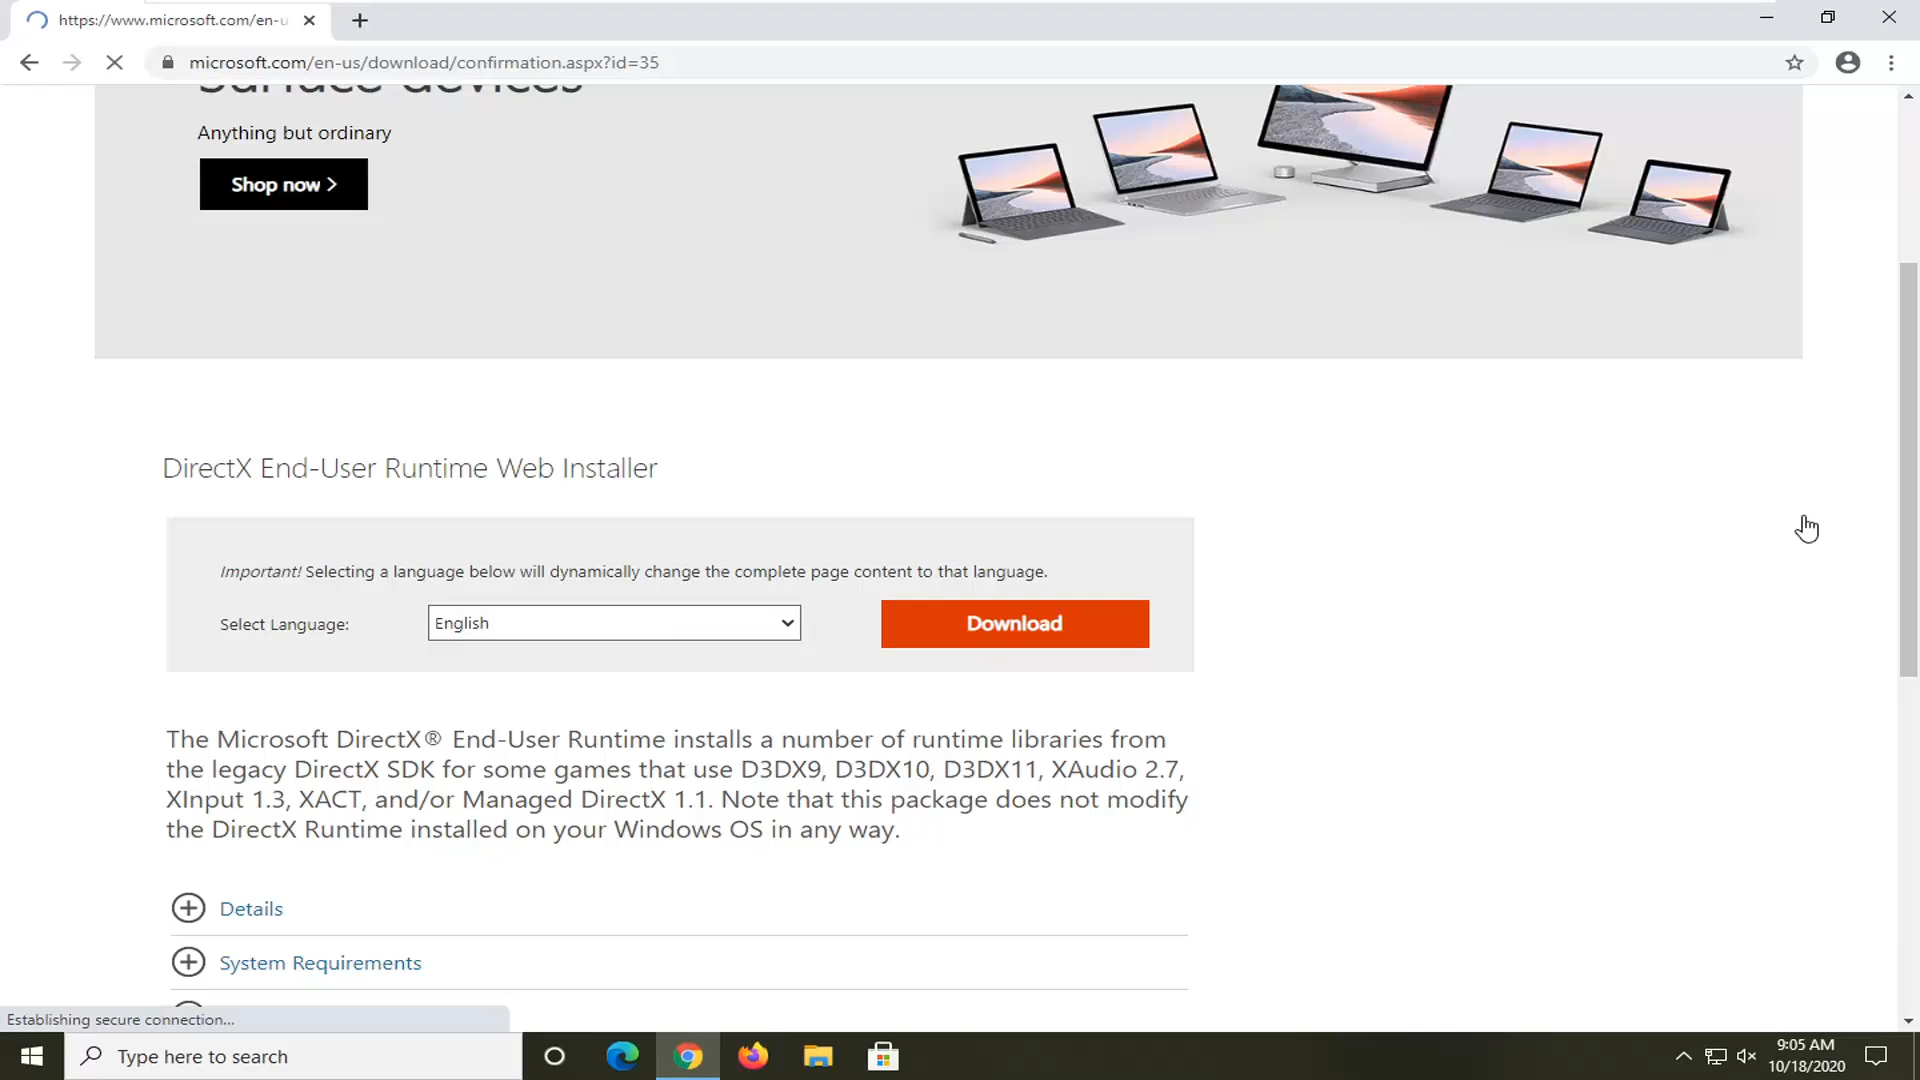 https://www.microsoft.com/en-u
microsoft.com/en-us/download/confirmation.aspx?id=35
Surface devices
Anything but ordinary
Shop now >
DirectX End-User Runtime Web Installer
Important! Selecting a language below will dynamically change the complete page content to that language.
Select Language:
English
Download
The Microsoft DirectX® End-User Runtime installs a number of runtime libraries from
the legacy DirectX SDK for some games that use D3DX9, D3DX10, D3DX11, XAudio 2.7,
XInput 1.3, XACT, and/or Managed DirectX 1.1. Note that this package does not modify
the DirectX Runtime installed on your Windows OS in any way.
Details
System Requirements
Establishing secure connection...
Type here to search
9:05 AM
10/18/2020